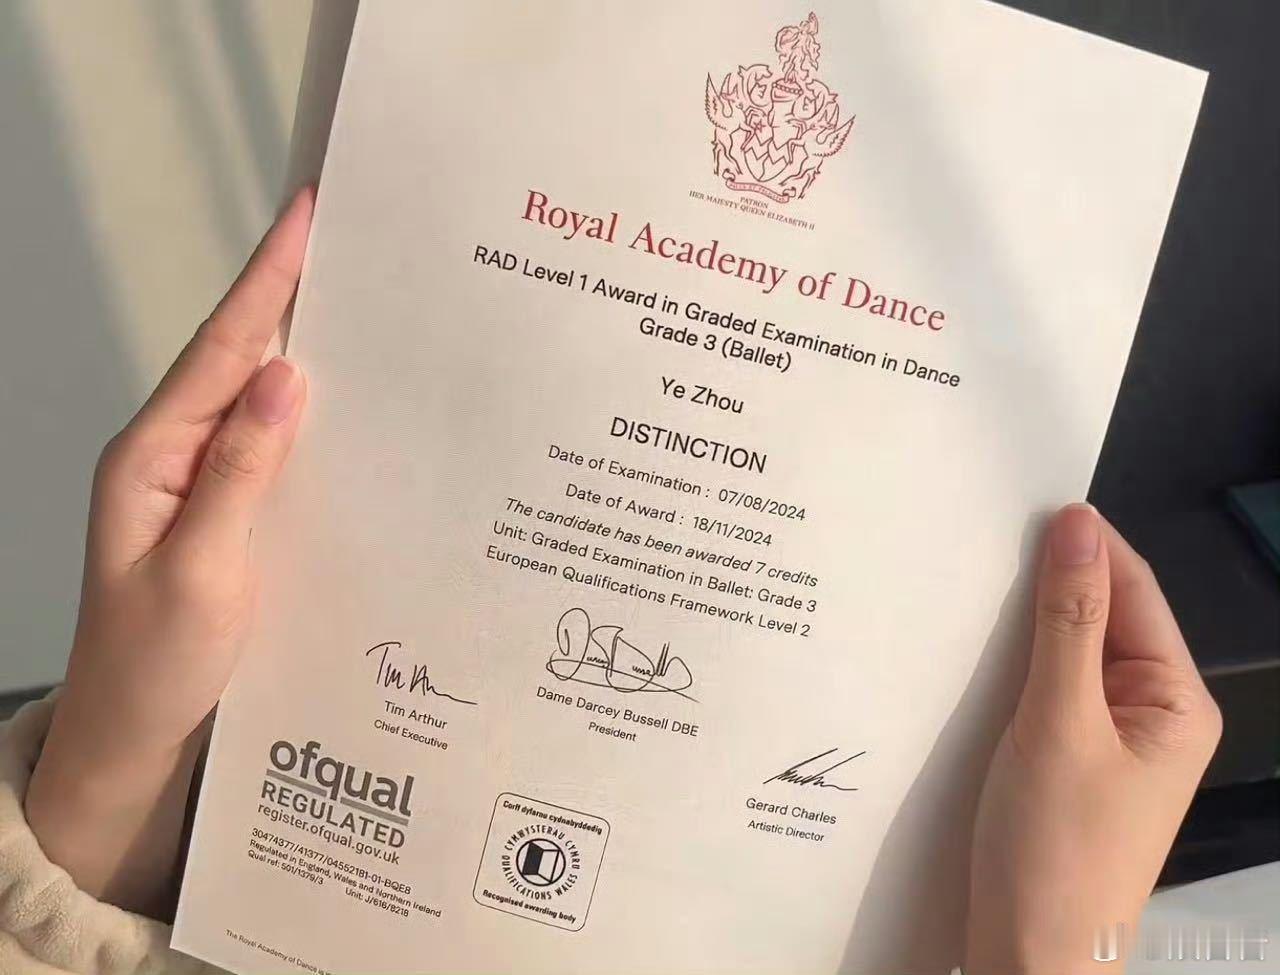 PATRON
HER MAJESTY QUEEN ELIZABETH II
Royal Academy of Dance
RAD Level 1 Award in Graded Examination in Dance
Grade 3 (Ballet)
Ye Zhou
DISTINCTION
Date of Examination : 07/08/2024
Date of Award : 18/11/2024
The candidate has been awarded 7 credits
Unit: Graded Examination in Ballet: Grade 3
European Qualifications Framework Level 2
Tim Arthur
Chief Executive
Dame Darcey Bussell DBE
President
Gerard Charles
Artistic Director
ofqual
REGULATED
register.ofqual.gov.uk
30474377/41377/04552181-01-BQE8
Regulated in England, Wales and Northern Ireland
Qual ref: 501/1379/3 Unit: J/616/8218
Corff dyfarnu cydnabyddedig
CYMWYSTERAU CYMRU
QUALIFICATIONS WALES
Recognised awarding body
The Royal Academy of Dance is